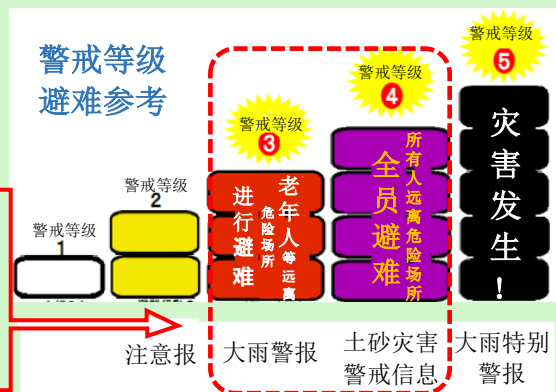 警戒等级
避难参考
警戒等级
1
警戒等级
2
警戒等级
3
警戒等级
4
警戒等级
5
老年人等远离
危险场所
进行避难
所有人远离危险场所
全员避难
灾害发生!
注意报
大雨警报
土砂灾害
警戒信息
大雨特别
警报